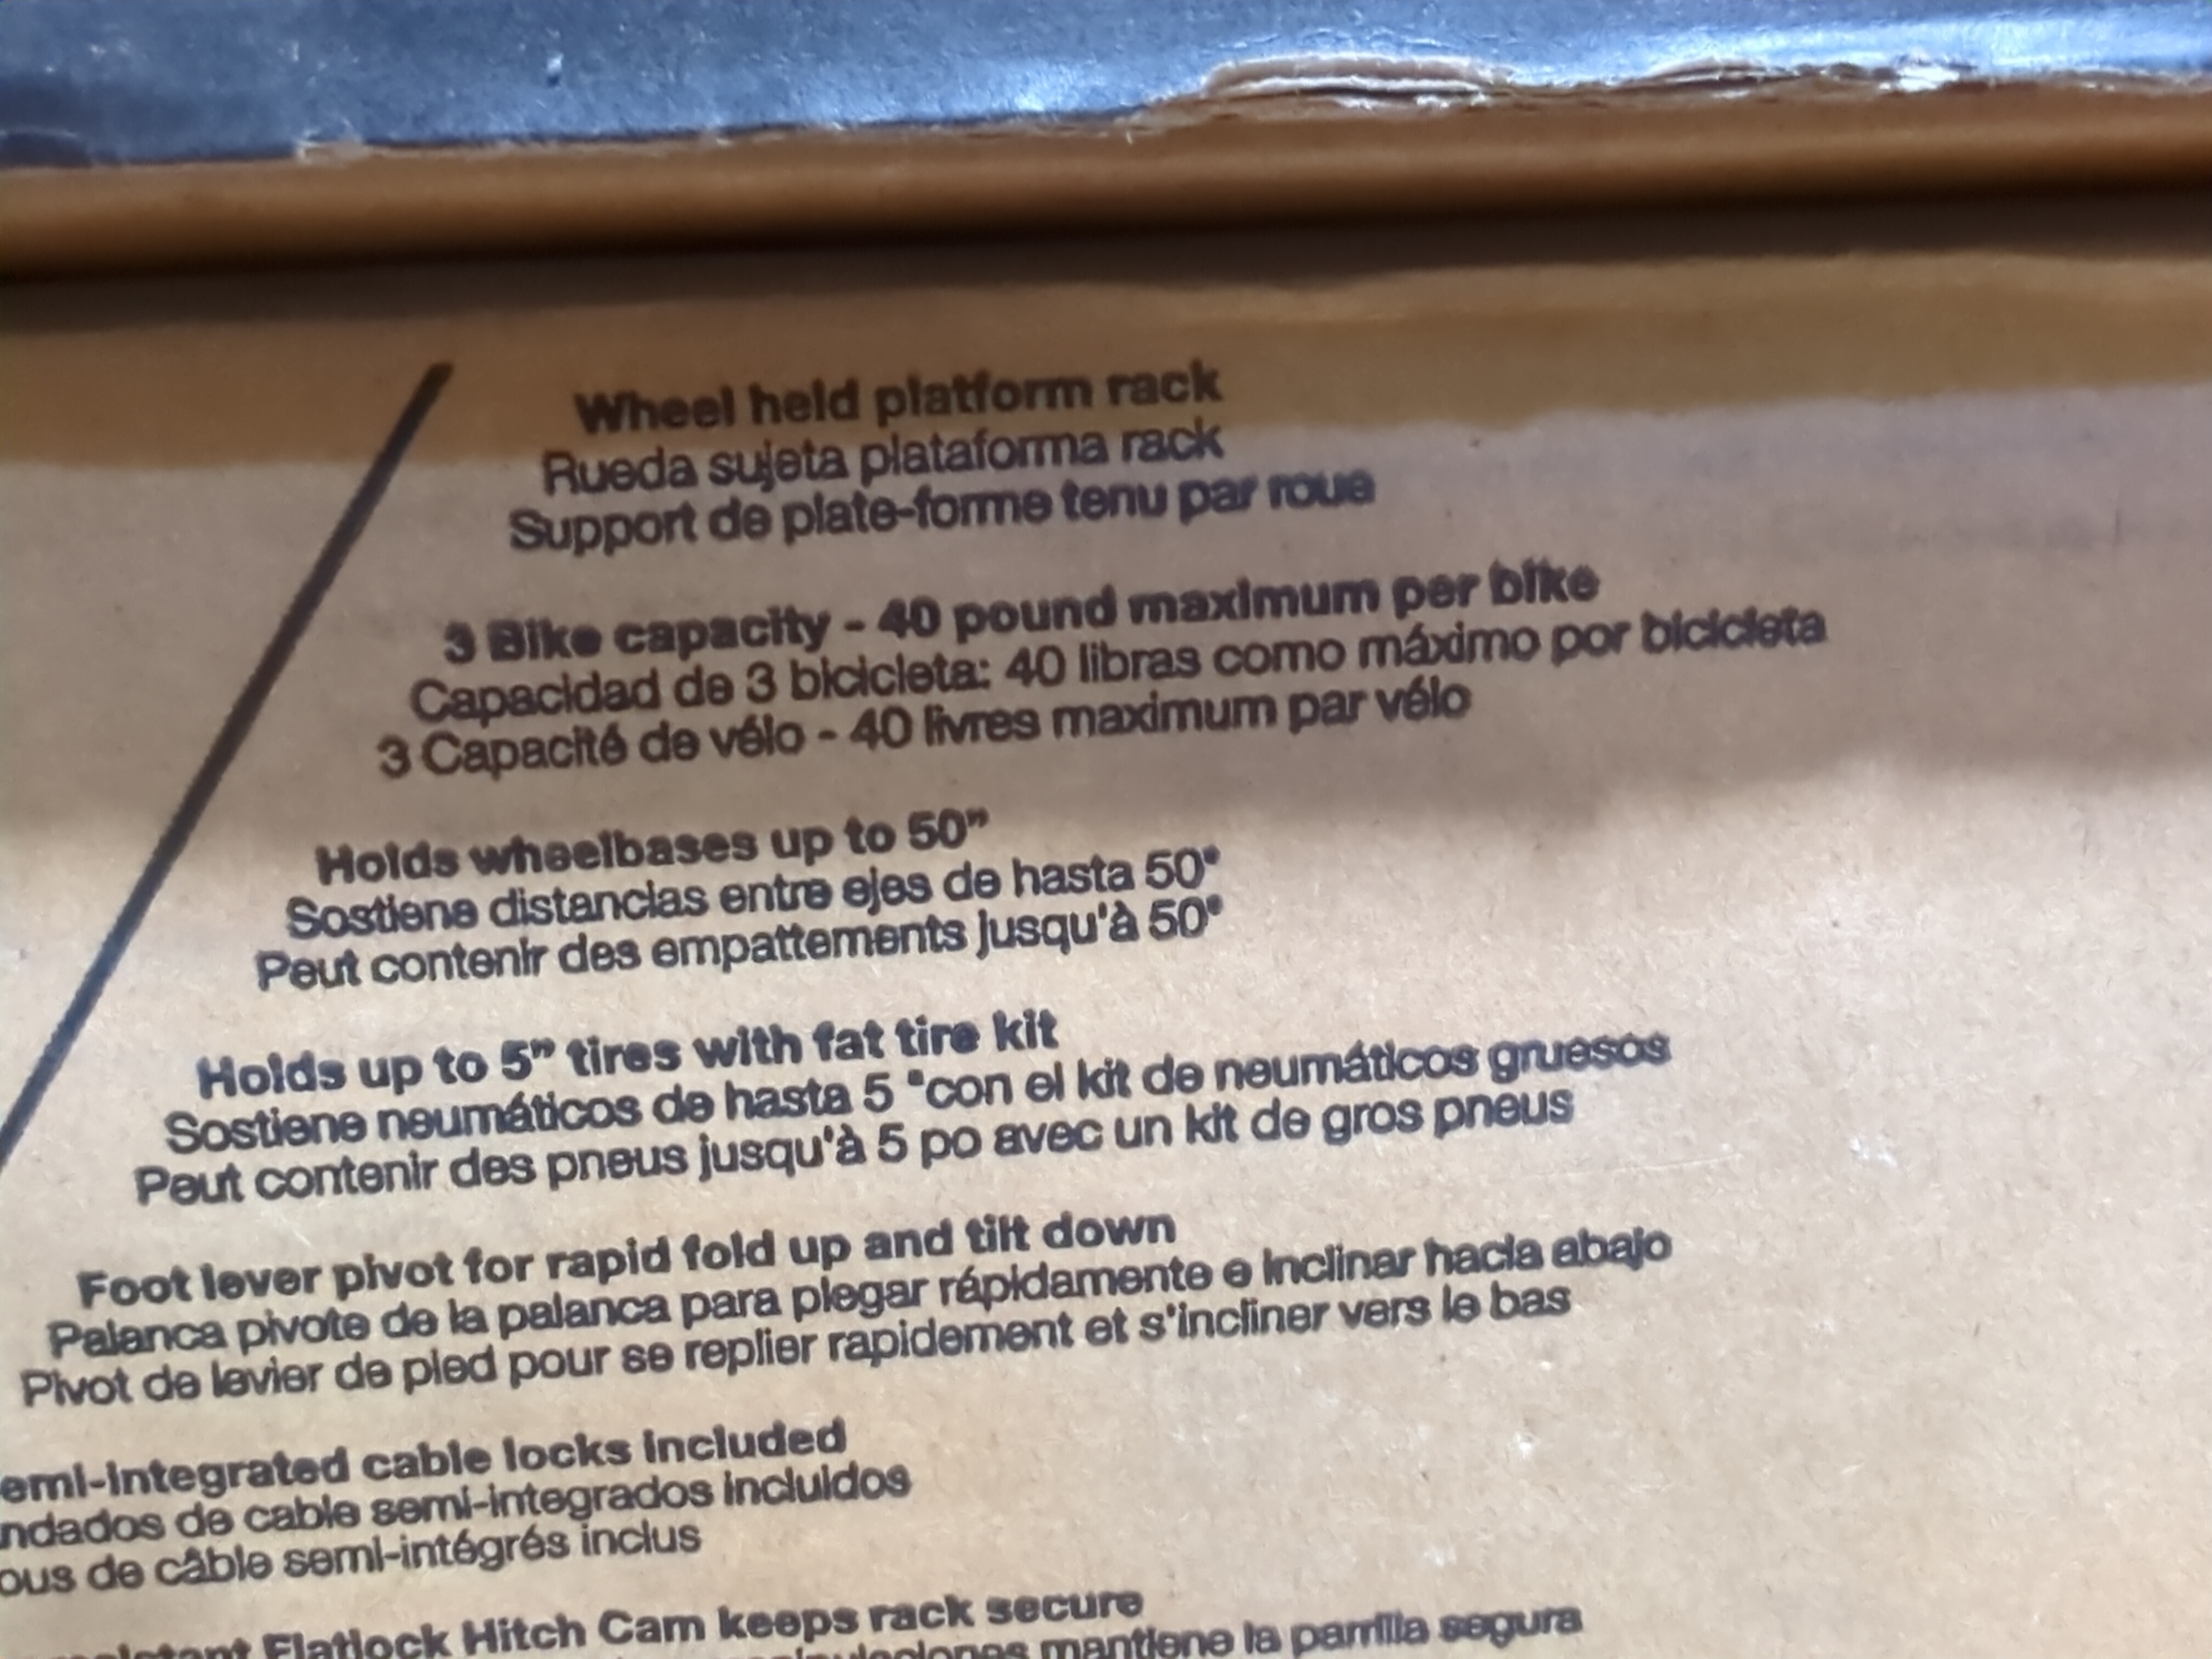 Wheel held platform rack
Rueda sujeta plataforma rack
Support de plate-forme tenu par roue
3 Bike capacity - 40 pound maximum per bike
Capacidad de 3 bicicleta: 40 libras como máximo por bicicleta
3 Capacité de vélo - 40 livres maximum par vélo
Holds wheelbases up to 50”
Sostiene distancias entre ejes de hasta 50"
Peut contenir des empattements jusqu'à 50"
Holds up to 5” tires with fat tire kit
Sostiene neumáticos de hasta 5 "con el kit de neumáticos gruesos
Peut contenir des pneus jusqu'à 5 po avec un kit de gros pneus
Foot lever pivot for rapid fold up and tilt down
Palanca pivote de la palanca para plegar rápidamente e inclinar hacia abajo
Pivot de levier de pied pour se replier rapidement et s'incliner vers le bas
emi-integrated cable locks included
ndados de cable semi-integrados incluidos
ous de câble semi-intégrés inclus
Flatlock Hitch Cam keeps rack secure
mantiene la parrilla segura